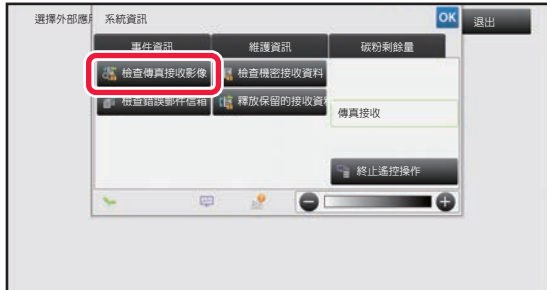 選擇外部應
系統資訊
OK
退出
事件資訊
維護資訊
碳粉剩餘量
檢查傳真接收影像
檢查機密接收資料
檢查錯誤郵件信箱
釋放保留的接收資
傳真接收
終止遙控操作